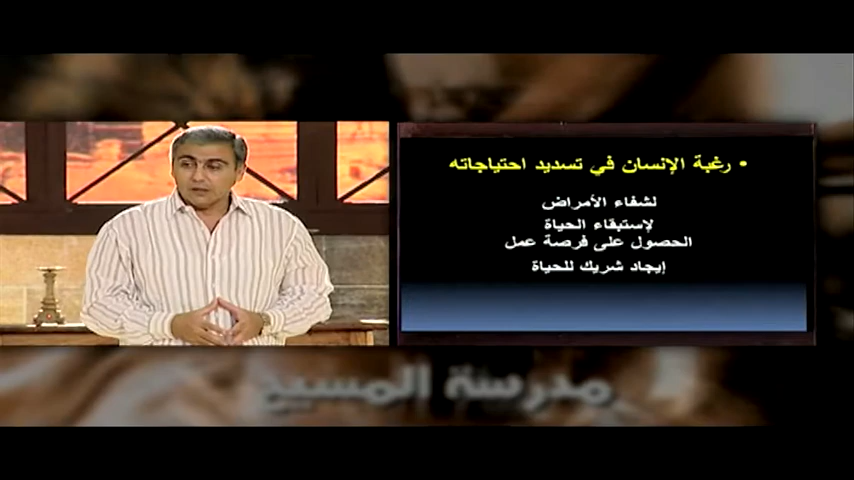 • رغبة الإنسان في تسديد احتياجاته
لشفاء الأمراض
لإستبقاء الحياة
الحصول على فرصة عمل
إيجاد شريك للحياة
مدرسة المسيح